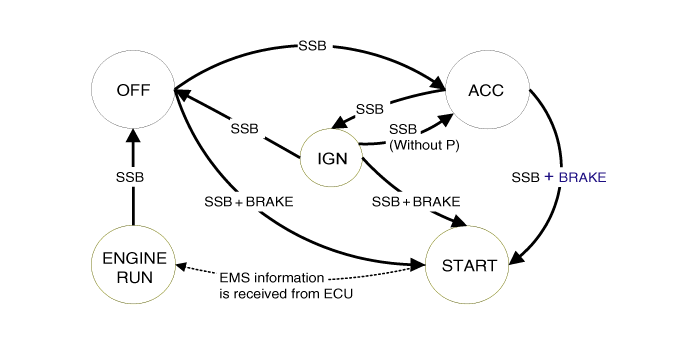 SSB
OFF
ACC
SSB
SSB
SSB
(Without P)
IGN
SSB
SSB + BRAKE
SSB + BRAKE
SSB + BRAKE
ENGINE
RUN
START
EMS information
is received from ECU